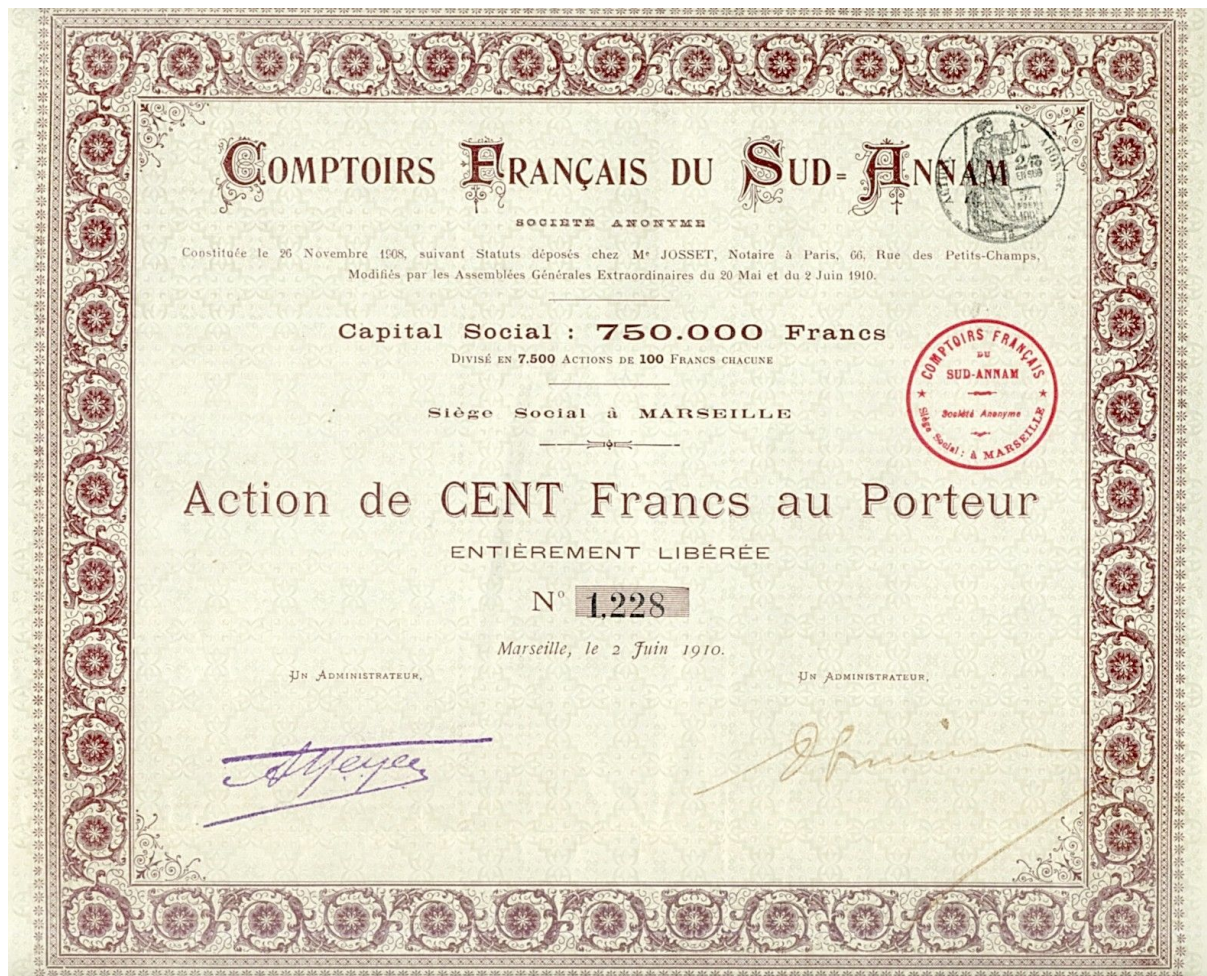 COMPTOIRS FRANÇAIS DU SUD=ANNAM
SOCIÉTÉ ANONYME
Constituée le 26 Novembre 1908, suivant Statuts déposés chez Me JOSSET, Notaire à Paris, 66, Rue des Petits-Champs,
Modifiés par les Assemblées Générales Extraordinaires du 20 Mai et du 2 Juin 1910.
Capital Social : 750.000 Francs
DIVISÉ EN 7.500 ACTIONS DE 100 FRANCS CHACUNE
Siège Social à MARSEILLE
COMPTOIRS FRANÇAIS
DU
SUD-ANNAM
Société Anonyme
Siège Social : à MARSEILLE
Action de CENT Francs au Porteur
ENTIÈREMENT LIBÉRÉE
No 1,228
Marseille, le 2 Juin 1910.
UN ADMINISTRATEUR,
UN ADMINISTRATEUR,